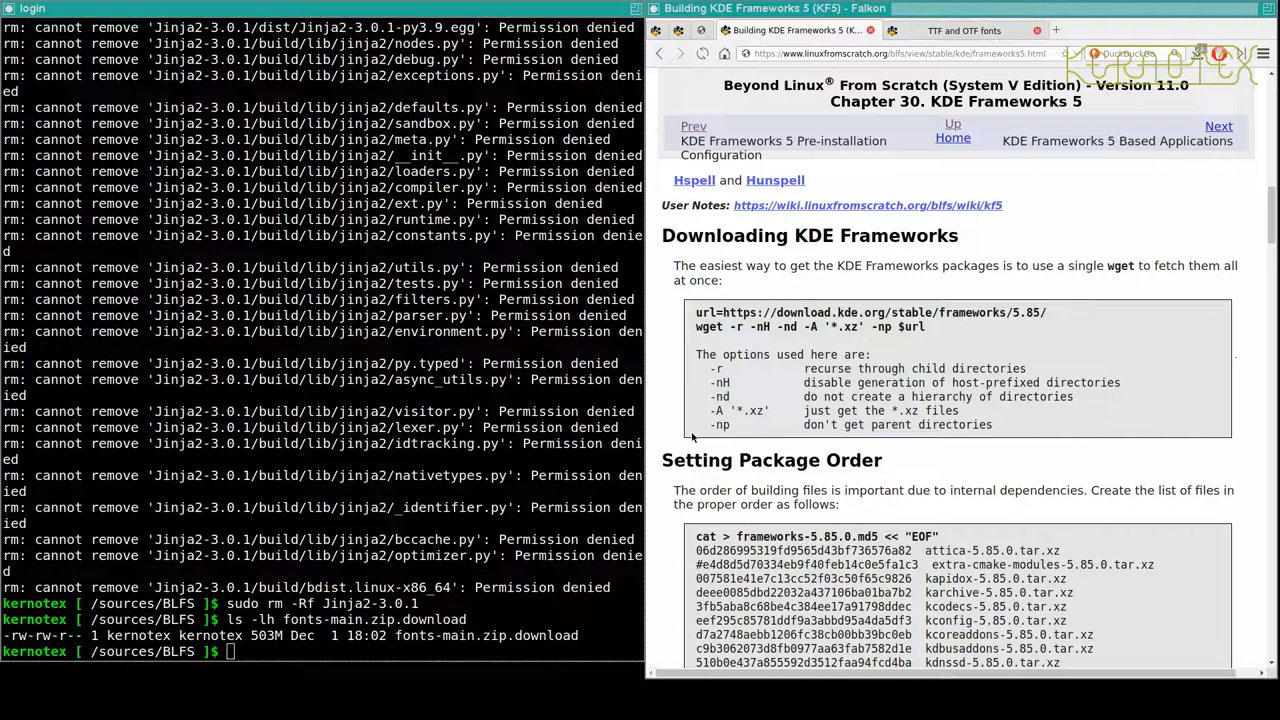 login
rm: cannot remove 'Jinja2-3.0.1/dist/Jinja2-3.0.1-py3.9.egg': Permission denied
rm: cannot remove 'Jinja2-3.0.1/build/lib/jinja2/nodes.py': Permission denied
rm: cannot remove 'Jinja2-3.0.1/build/lib/jinja2/debug.py': Permission denied
rm: cannot remove 'Jinja2-3.0.1/build/lib/jinja2/exceptions.py': Permission deni
ed
rm: cannot remove 'Jinja2-3.0.1/build/lib/jinja2/defaults.py': Permission denied
rm: cannot remove 'Jinja2-3.0.1/build/lib/jinja2/sandbox.py': Permission denied
rm: cannot remove 'Jinja2-3.0.1/build/lib/jinja2/meta.py': Permission denied
rm: cannot remove 'Jinja2-3.0.1/build/lib/jinja2/__init__.py': Permission denied
rm: cannot remove 'Jinja2-3.0.1/build/lib/jinja2/loaders.py': Permission denied
rm: cannot remove 'Jinja2-3.0.1/build/lib/jinja2/compiler.py': Permission denied
rm: cannot remove 'Jinja2-3.0.1/build/lib/jinja2/ext.py': Permission denied
rm: cannot remove 'Jinja2-3.0.1/build/lib/jinja2/runtime.py': Permission denied
rm: cannot remove 'Jinja2-3.0.1/build/lib/jinja2/constants.py': Permission denie
d
rm: cannot remove 'Jinja2-3.0.1/build/lib/jinja2/utils.py': Permission denied
rm: cannot remove 'Jinja2-3.0.1/build/lib/jinja2/tests.py': Permission denied
rm: cannot remove 'Jinja2-3.0.1/build/lib/jinja2/filters.py': Permission denied
rm: cannot remove 'Jinja2-3.0.1/build/lib/jinja2/parser.py': Permission denied
rm: cannot remove 'Jinja2-3.0.1/build/lib/jinja2/environment.py': Permission den
ied
rm: cannot remove 'Jinja2-3.0.1/build/lib/jinja2/py.typed': Permission denied
rm: cannot remove 'Jinja2-3.0.1/build/lib/jinja2/async_utils.py': Permission den
ied
rm: cannot remove 'Jinja2-3.0.1/build/lib/jinja2/visitor.py': Permission denied
rm: cannot remove 'Jinja2-3.0.1/build/lib/jinja2/lexer.py': Permission denied
rm: cannot remove 'Jinja2-3.0.1/build/lib/jinja2/idtracking.py': Permission deni
ed
rm: cannot remove 'Jinja2-3.0.1/build/lib/jinja2/nativetypes.py': Permission den
ied
rm: cannot remove 'Jinja2-3.0.1/build/lib/jinja2/_identifier.py': Permission den
ied
rm: cannot remove 'Jinja2-3.0.1/build/lib/jinja2/bccache.py': Permission denied
rm: cannot remove 'Jinja2-3.0.1/build/lib/jinja2/optimizer.py': Permission denie
d
rm: cannot remove 'Jinja2-3.0.1/build/bdist.linux-x86_64': Permission denied
kernotex [ /sources/BLFS ]$ sudo rm -Rf Jinja2-3.0.1
kernotex [ /sources/BLFS ]$ ls -lh fonts-main.zip.download
-rw-rw-r-- 1 kernotex kernotex 503M Dec  1 18:02 fonts-main.zip.download
kernotex [ /sources/BLFS ]$
Building KDE Frameworks 5 (KF5) - Falkon
Building KDE Frameworks 5 (K... TTF and OTF fonts
https://www.linuxfromscratch.org/blfs/view/stable/kde/frameworks5.html DuckDuckGo
KERNOTEX
Beyond Linux® From Scratch (System V Edition) - Version 11.0
Chapter 30. KDE Frameworks 5
Prev Up Next
KDE Frameworks 5 Pre-installation Home KDE Frameworks 5 Based Applications
Configuration
Hspell and Hunspell
User Notes: https://wiki.linuxfromscratch.org/blfs/wiki/kf5
Downloading KDE Frameworks
The easiest way to get the KDE Frameworks packages is to use a single wget to fetch them all
at once:
url=https://download.kde.org/stable/frameworks/5.85/
wget -r -nH -nd -A '*.xz' -np $url
The options used here are:
-r recurse through child directories
-nH disable generation of host-prefixed directories
-nd do not create a hierarchy of directories
-A '*.xz' just get the *.xz files
-np don't get parent directories
Setting Package Order
The order of building files is important due to internal dependencies. Create the list of files in
the proper order as follows:
cat > frameworks-5.85.0.md5 << "EOF"
06d286995319fd9565d43bf736576a82  attica-5.85.0.tar.xz
#e4d8d5d70334eb9f40feb14c0e5fa1c3  extra-cmake-modules-5.85.0.tar.xz
007581e41e7c13cc52f03c50f65c9826  kapidox-5.85.0.tar.xz
deee0085dbd22032a437106ba01ba7b2  karchive-5.85.0.tar.xz
3fb5aba8c68be4c384ee17a91798ddec  kcodecs-5.85.0.tar.xz
eef295c85781ddf9a3abbd95a4da5df3  kconfig-5.85.0.tar.xz
d7a2748aebb1206fc38cb00bb39bc0eb  kcoreaddons-5.85.0.tar.xz
c9b3062073d8fb0977aa63fab7582d1e  kdbusaddons-5.85.0.tar.xz
510b0e437a855592d3512faa94fcd4ba  kdnssd-5.85.0.tar.xz